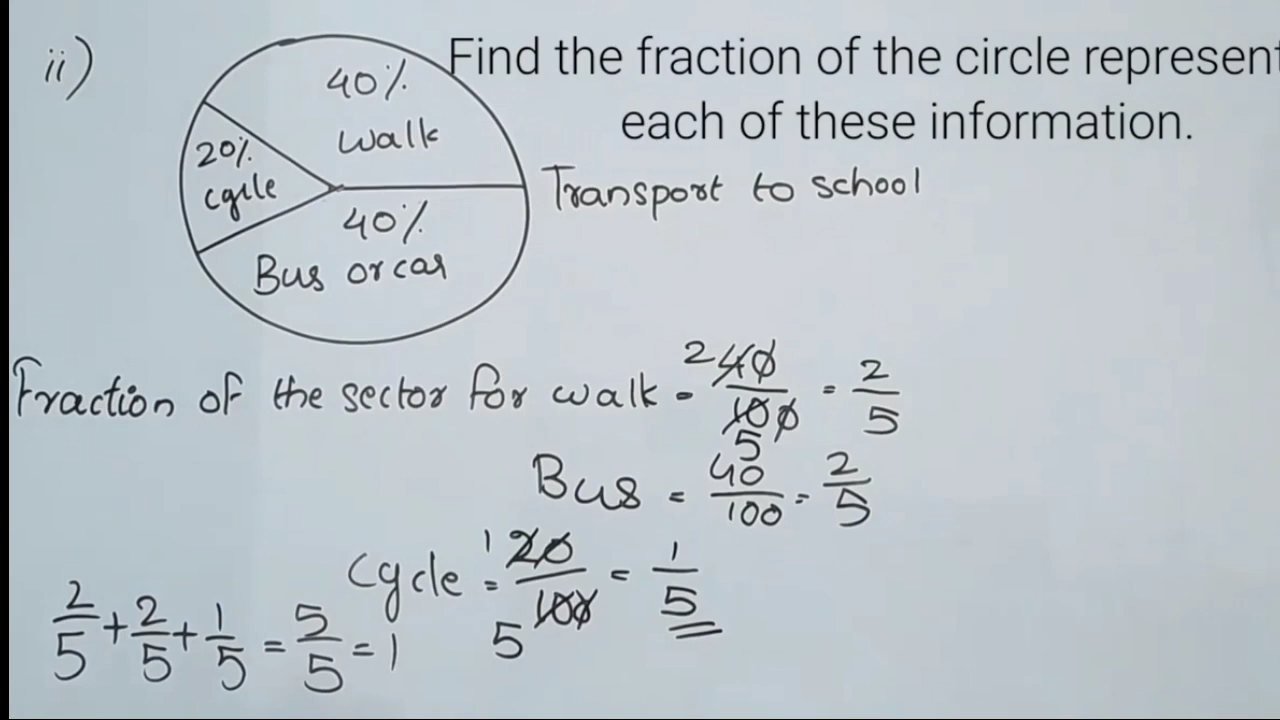 ii)
Find the fraction of the circle represent
each of these information.
40%
walk
20%
cycle
40%
Bus or car
Transport to school
Fraction of the sector for walk - 2 40/100 5 = 2/5
Bus = 40/100 = 2/5
Cycle = 1 20/100 5 = 1/5
2/5 + 2/5 + 1/5 = 5/5 = 1